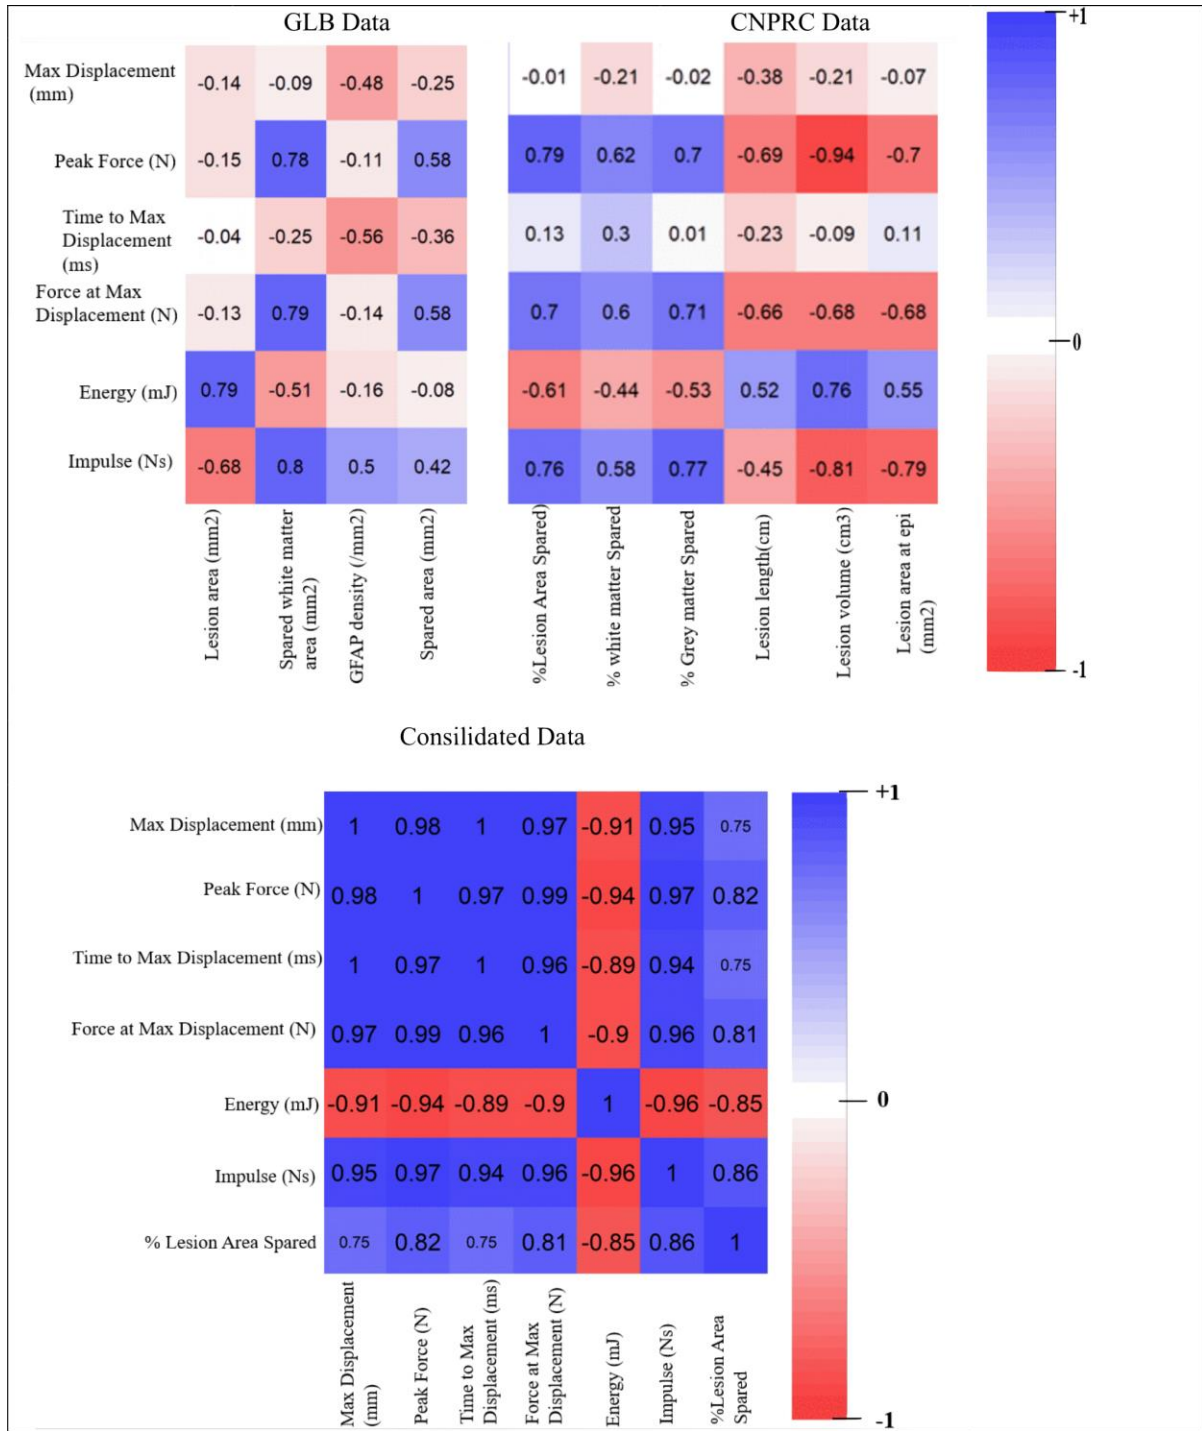 GLB Data
CNPRC Data
+1
Max Displacement
(mm)
-0.14 -0.09 -0.48 -0.25
-0.01 -0.21 -0.02 -0.38 -0.21 -0.07
Peak Force (N)
-0.15 0.78 -0.11 0.58
0.79 0.62 0.7 -0.69 -0.94 -0.7
Time to Max
Displacement
(ms)
-0.04 -0.25 -0.56 -0.36
0.13 0.3 0.01 -0.23 -0.09 0.11
Force at Max
Displacement (N)
-0.13 0.79 -0.14 0.58
0.7 0.6 0.71 -0.66 -0.68 -0.68
0
Energy (mJ)
0.79 -0.51 -0.16 -0.08
-0.61 -0.44 -0.53 0.52 0.76 0.55
Impulse (Ns)
-0.68 0.8 0.5 0.42
0.76 0.58 0.77 -0.45 -0.81 -0.79
Lesion area (mm2)
Spared white matter
area (mm2)
GFAP density (/mm2)
Spared area (mm2)
%Lesion Area Spared)
% white matter Spared
% Grey matter Spared
Lesion length(cm)
Lesion volume (cm3)
Lesion area at epi
(mm2)
-1
Consilidated Data
+1
Max Displacement (mm)
1 0.98 1 0.97 -0.91 0.95 0.75
Peak Force (N)
0.98 1 0.97 0.99 -0.94 0.97 0.82
Time to Max Displacement (ms)
1 0.97 1 0.96 -0.89 0.94 0.75
Force at Max Displacement (N)
0.97 0.99 0.96 1 -0.9 0.96 0.81
Energy (mJ)
-0.91 -0.94 -0.89 -0.9 1 -0.96 -0.85
0
Impulse (Ns)
0.95 0.97 0.94 0.96 -0.96 1 0.86
% Lesion Area Spared
0.75 0.82 0.75 0.81 -0.85 0.86 1
Max Displacement
(mm)
Peak Force (N)
Time to Max
Displacement (ms)
Force at Max
Displacement (N)
Energy (mJ)
Impulse (Ns)
%Lesion Area
Spared
-1